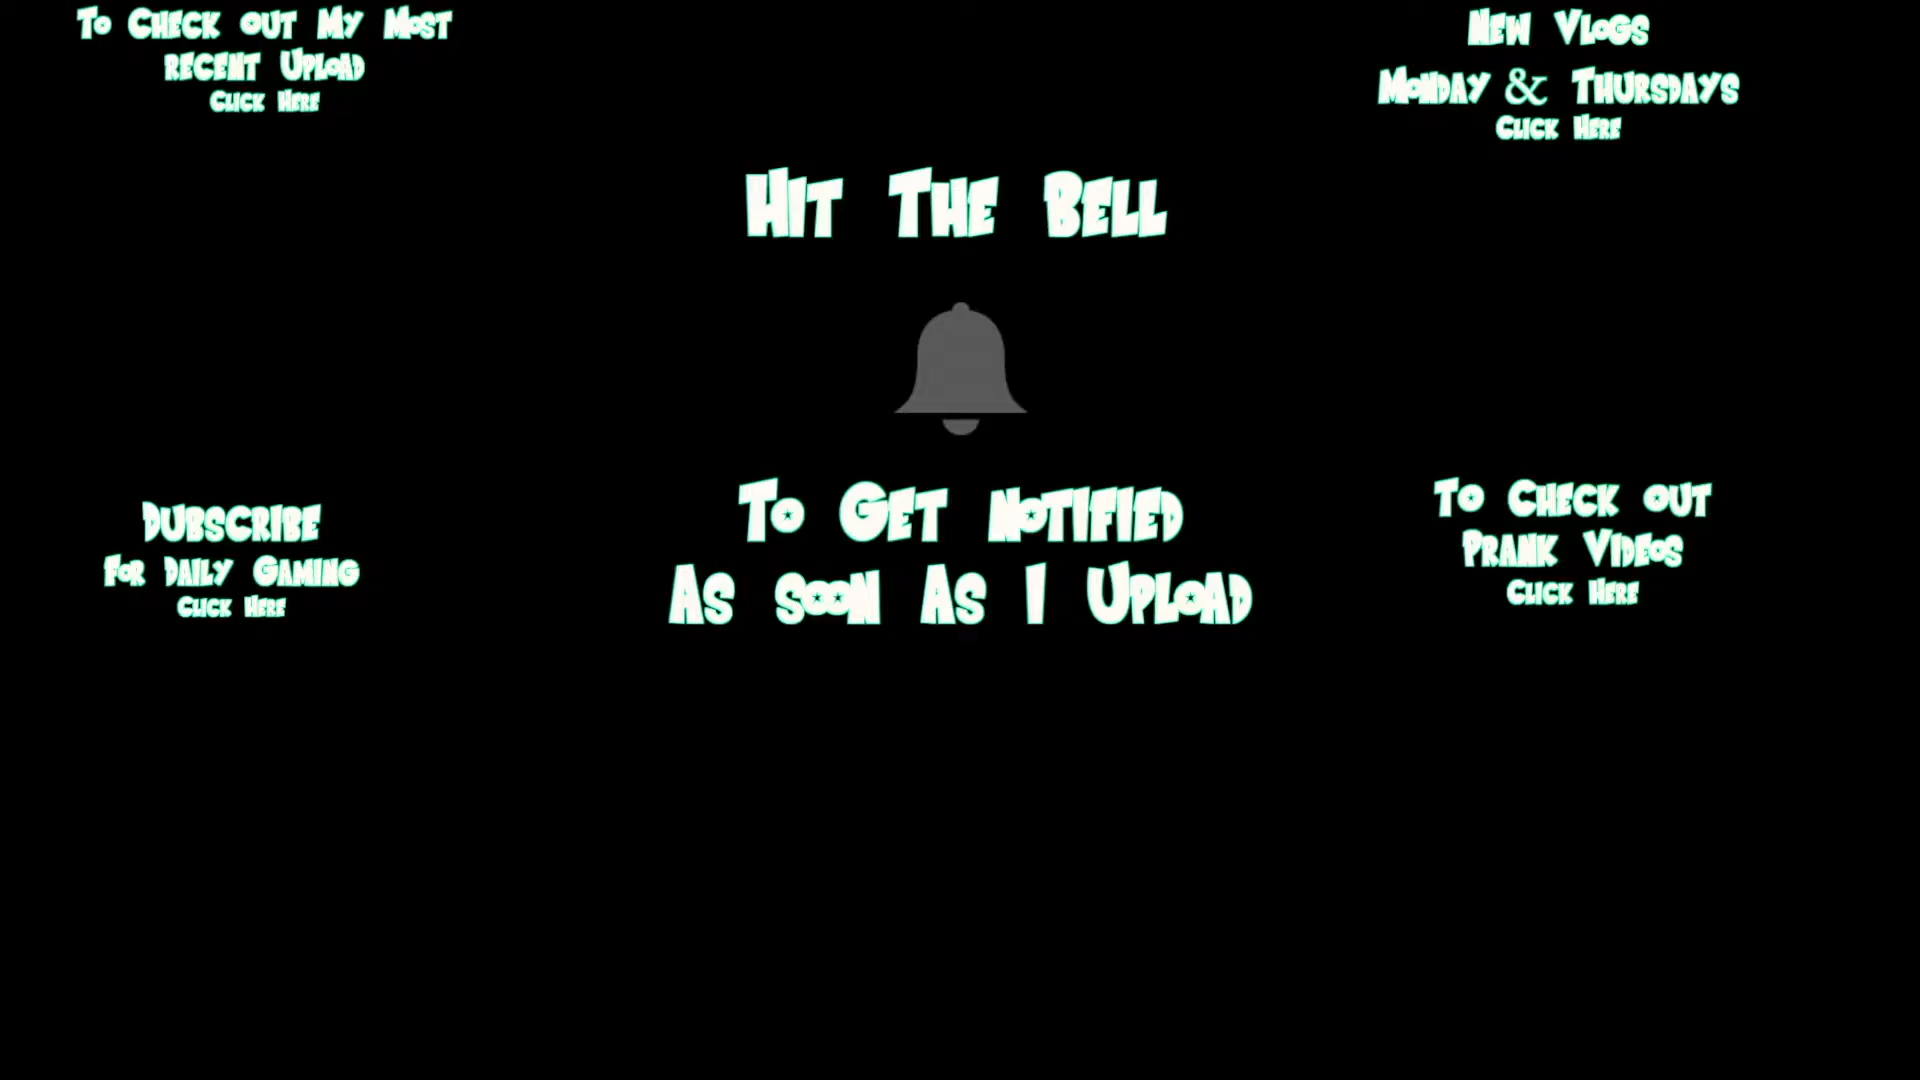 To Check out My Most
recent Upload
Click Here
New Vlogs
Monday & Thursdays
Click Here
Hit The Bell
To Get notified
As soon As I Upload
Dubscribe
For Daily Gaming
Click Here
To Check out
Prank Videos
Click Here